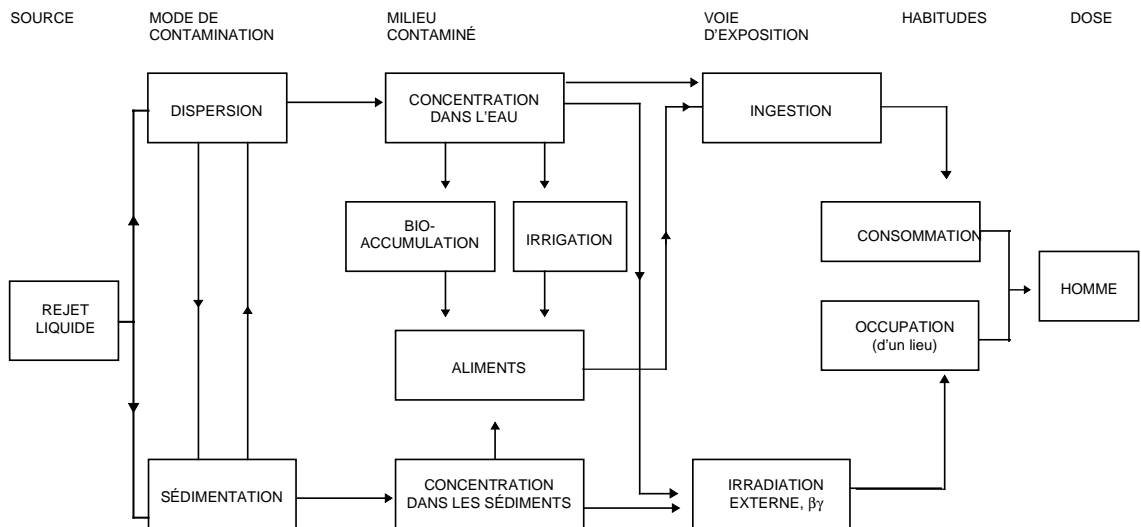 SOURCE
MODE DE
CONTAMINATION
MILIEU
CONTAMINÉ
VOIE
D'EXPOSITION
HABITUDES
DOSE
DISPERSION
CONCENTRATION
DANS L'EAU
INGESTION
BIO-
ACCUMULATION
IRRIGATION
CONSOMMATION
REJET
LIQUIDE
HOMME
ALIMENTS
OCCUPATION
(d'un lieu)
SÉDIMENTATION
CONCENTRATION
DANS LES SÉDIMENTS
IRRADIATION
EXTERNE, βγ